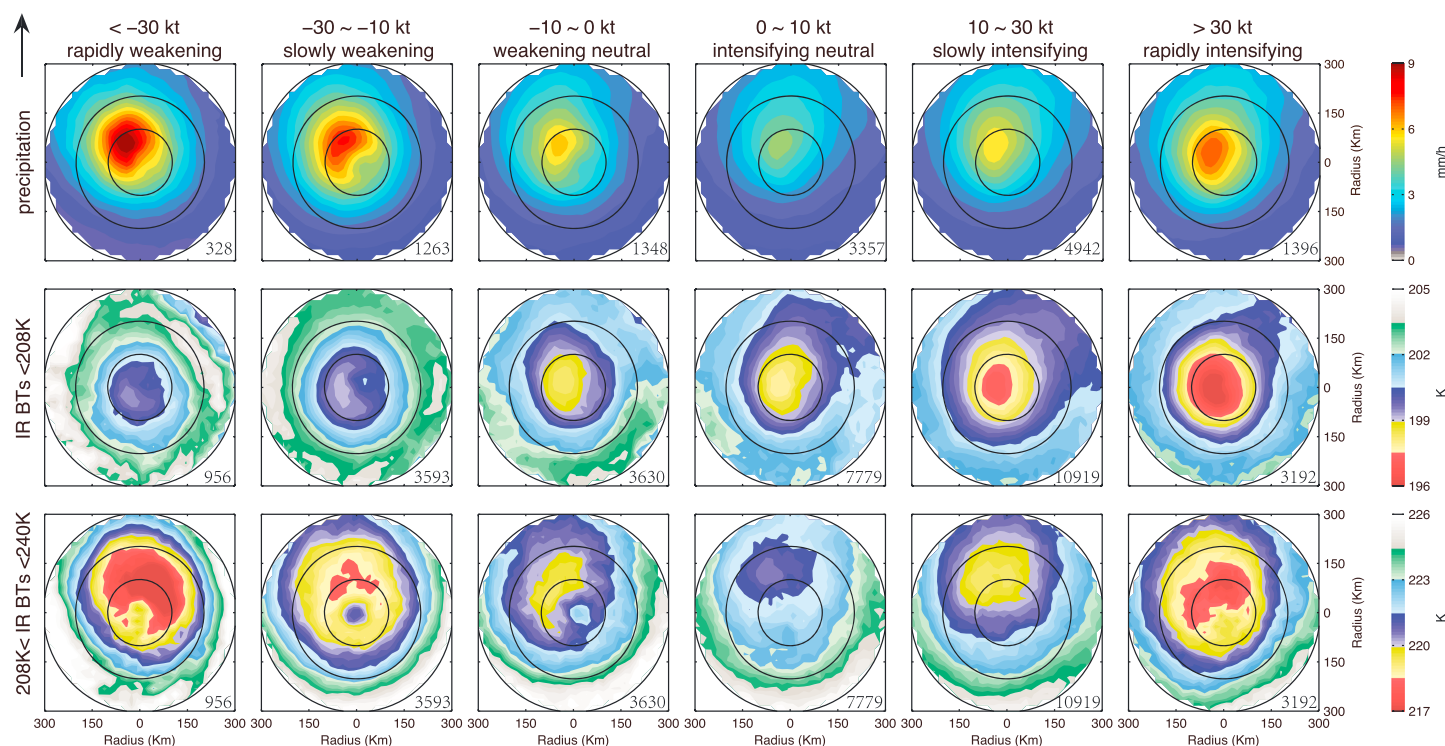 < −30 kt −30 ~ −10 kt −10 ~ 0 kt 0 ~ 10 kt 10 ~ 30 kt > 30 kt
rapidly weakening slowly weakening weakening neutral intensifying neutral slowly intensifying rapidly intensifying
precipitation
328 1263 1348 3357 4942 1396
300
150
0
150
300
Radius (Km)
9
6
3
0
mm/h
IR BTs <208K
956 3593 3630 7779 10919 3192
300
150
0
150
300
Radius (Km)
205
202
199
196
K
208K< IR BTs <240K
956 3593 3630 7779 10919 3192
300
150
0
150
300
Radius (Km)
226
223
220
217
K
300 150 0 150 300 150 0 150 300 150 0 150 300 150 0 150 300 150 0 150 300 150 0 150 300
Radius (Km) Radius (Km) Radius (Km) Radius (Km) Radius (Km) Radius (Km)